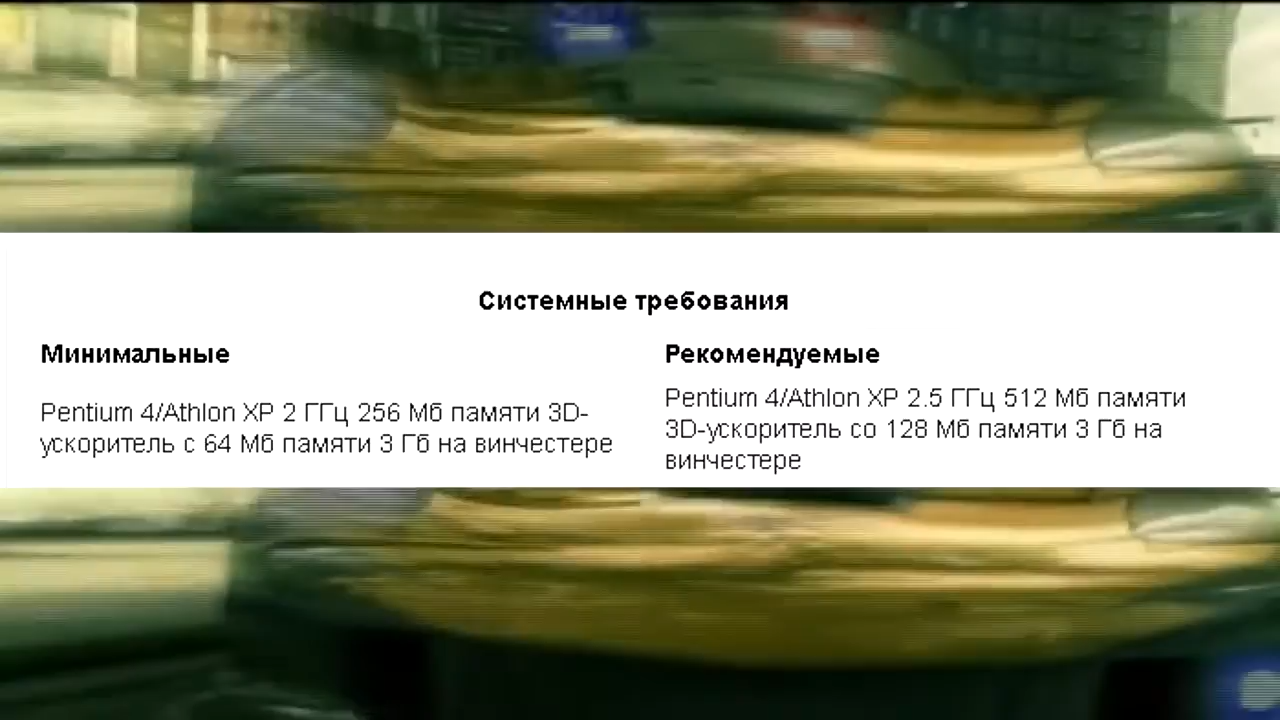 Системные требования
Минимальные
Pentium 4/Athlon XP 2 ГГц 256 Мб памяти 3D-
ускоритель с 64 Мб памяти 3 Гб на винчестере
Рекомендуемые
Pentium 4/Athlon XP 2.5 ГГц 512 Мб памяти
3D-ускоритель со 128 Мб памяти 3 Гб на
винчестере